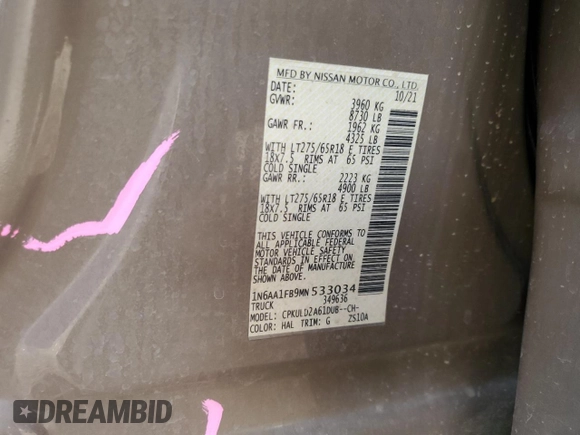 MFD BY NISSAN MOTOR CO., LTD.
DATE: 10/21
GVWR: 3960 KG
8730 LB
GAWR FR.: 1962 KG
4325 LB
WITH LT275/65R18 E TIRES
18X7.5 RIMS AT 65 PSI
COLD SINGLE
GAWR RR.: 2223 KG
4900 LB
WITH LT275/65R18 E TIRES
18X7.5 RIMS AT 65 PSI
COLD SINGLE
THIS VEHICLE CONFORMS TO
ALL APPLICABLE FEDERAL
MOTOR VEHICLE SAFETY
STANDARDS IN EFFECT ON
THE DATE OF MANUFACTURE
SHOWN ABOVE.
1N6AA1FB9MN533034
TRUCK 349636
MODEL: CPKULD2A61DUB--CH-
COLOR: HAL TRIM: G 2S10A
DREAMBID